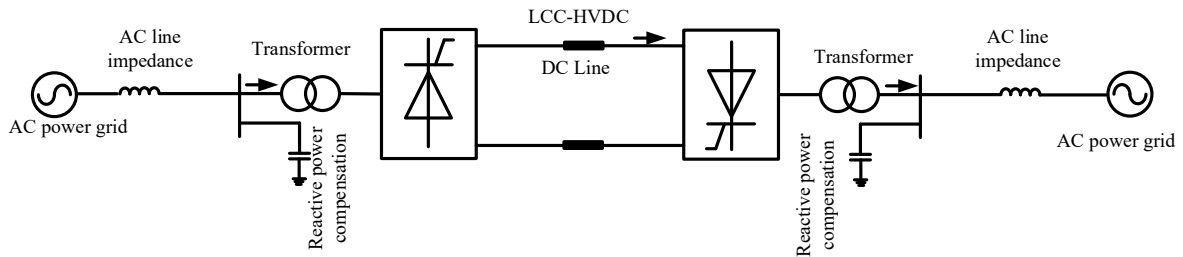 LCC-HVDC
AC line
impedance
Transformer
DC Line
Transformer
AC line
impedance
AC power grid
Reactive power
compensation
Reactive power
compensation
AC power grid